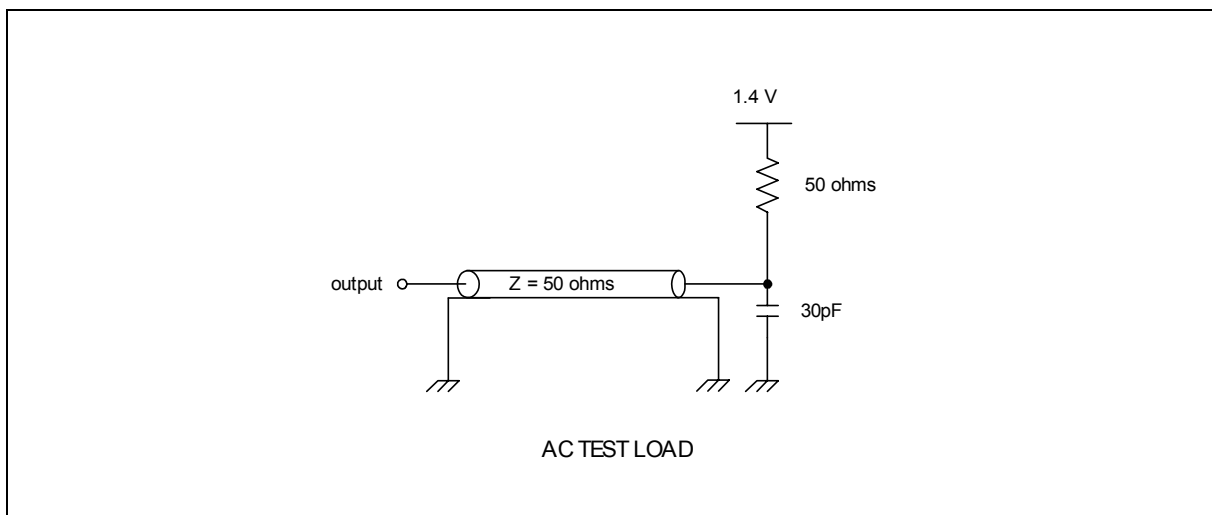 1.4 V
50 ohms
output
Z = 50 ohms
30pF
AC TEST LOAD